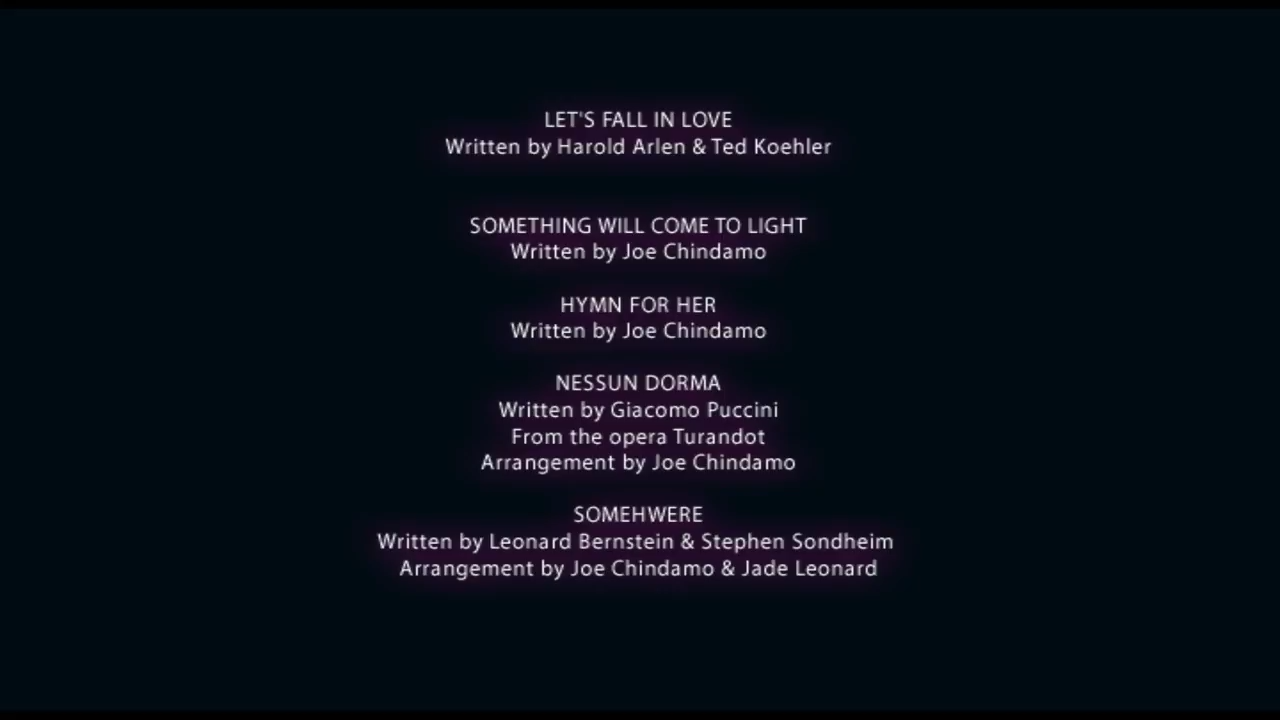 LET'S FALL IN LOVE
Written by Harold Arlen & Ted Koehler
SOMETHING WILL COME TO LIGHT
Written by Joe Chindamo
HYMN FOR HER
Written by Joe Chindamo
NESSUN DORMA
Written by Giacomo Puccini
From the opera Turandot
Arrangement by Joe Chindamo
SOMEHWERE
Written by Leonard Bernstein & Stephen Sondheim
Arrangement by Joe Chindamo & Jade Leonard